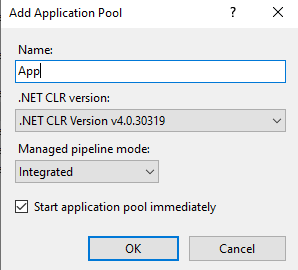 Add Application Pool
?
Name:
App
.NET CLR version:
.NET CLR Version v4.0.30319
Managed pipeline mode:
Integrated
Start application pool immediately
OK Cancel